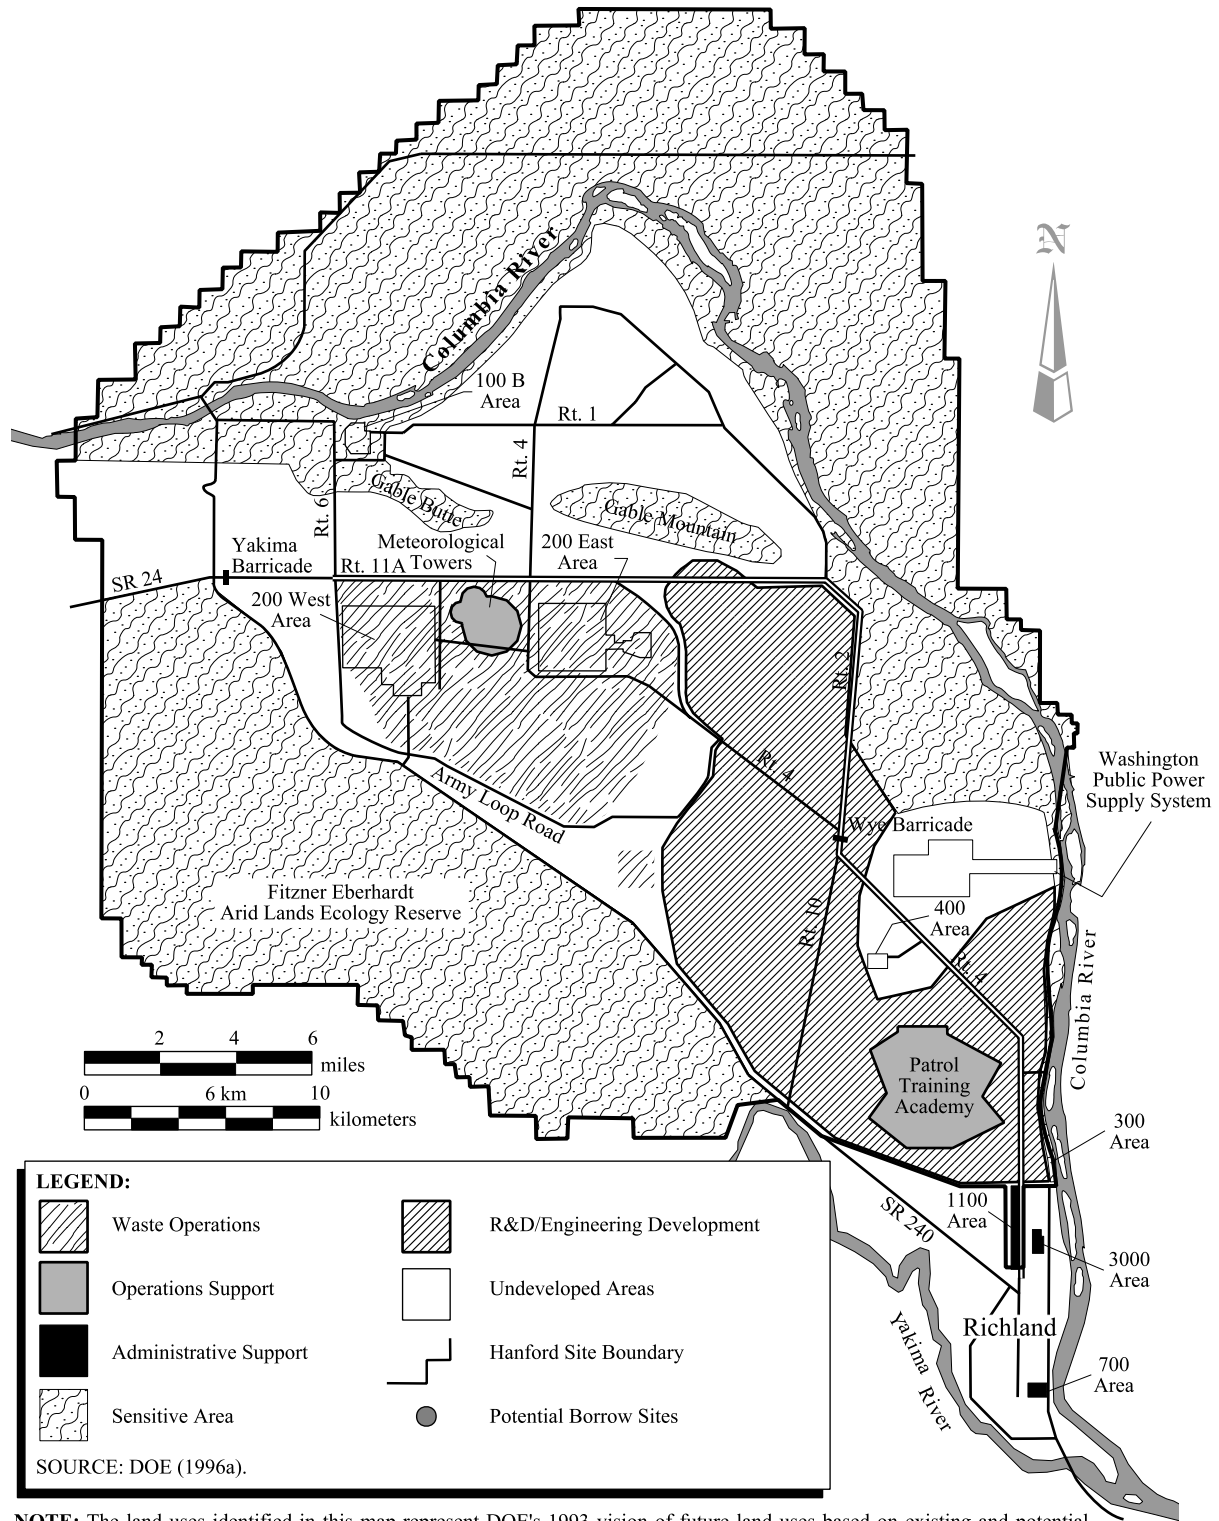 N
Columbia River
100 B
Area
Rt. 1
Rt. 4
Gable Butte
Gable Mountain
Rt. 6
Yakima
Barricade
Meteorological
Towers
200 East
Area
Rt. 11A
SR 24
200 West
Area
Rt. 2
Rt. 4
Washington
Public Power
Supply System
Army Loop Road
Wye Barricade
Fitzner Eberhardt
Arid Lands Ecology Reserve
400
Area
Rt. 10
Rt. 4
Columbia River
2 4 6
miles
0 6 km 10
kilometers
Patrol
Training
Academy
300
Area
1100
Area
SR 240
3000
Area
Richland
Yakima River
700
Area
LEGEND:
Waste Operations
R&D/Engineering Development
Operations Support
Undeveloped Areas
Administrative Support
Hanford Site Boundary
Sensitive Area
Potential Borrow Sites
SOURCE: DOE (1996a).
NOTE: The land uses identified in this map represent DOE's 1993 vision of future land uses based on existing and potential